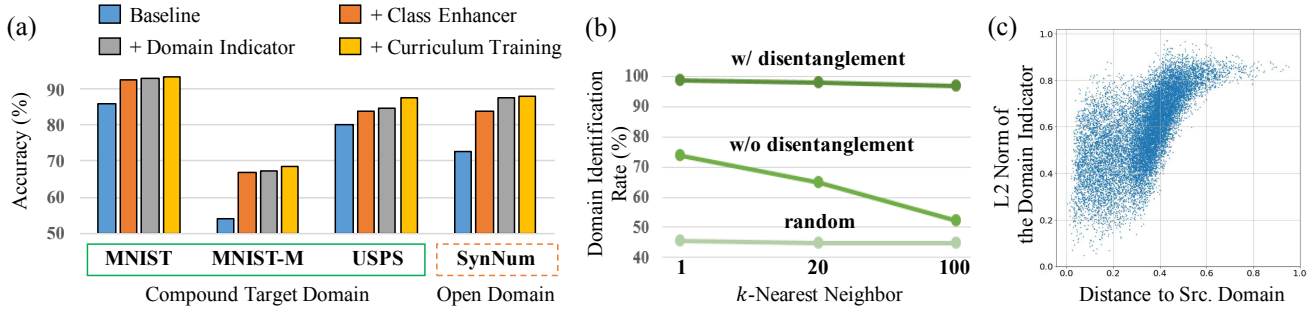 (a)
Baseline
+ Class Enhancer
+ Domain Indicator
+ Curriculum Training
Accuracy (%)
90
80
70
60
50
MNIST
MNIST-M
USPS
SynNum
Compound Target Domain
Open Domain
(b)
Domain Identification
Rate (%)
100
90
80
70
60
50
40
w/ disentanglement
w/o disentanglement
random
1
20
100
k-Nearest Neighbor
(c)
L2 Norm of
the Domain Indicator
1.0
0.8
0.6
0.4
0.2
0.0
0.0
0.2
0.4
0.6
0.8
1.0
Distance to Src. Domain